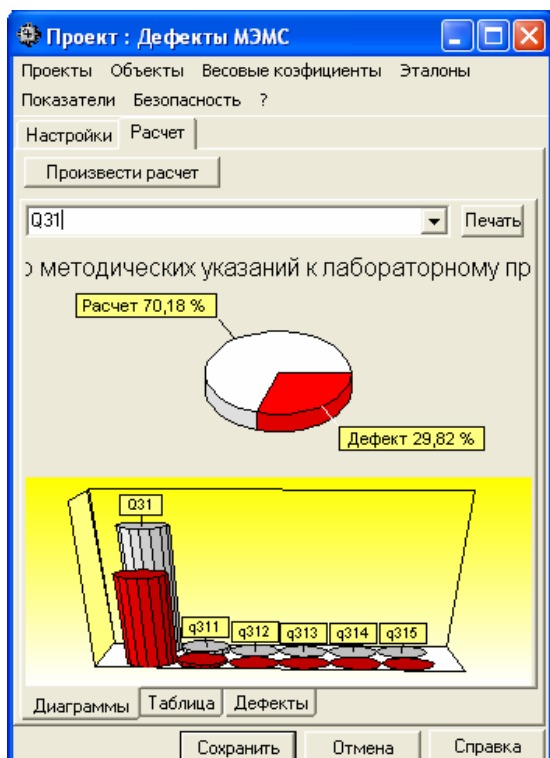 Проект : Дефекты МЭМС
Проекты Объекты Весовые коэфициенты Эталоны
Показатели Безопасность ?
Настройки Расчет
Произвести расчет
Q31 Печать
о методических указаний к лабораторному пр
Расчет 70,18 %
Дефект 29,82 %
Q31
q311 q312 q313 q314 q315
Диаграммы Таблица Дефекты
Сохранить Отмена Справка